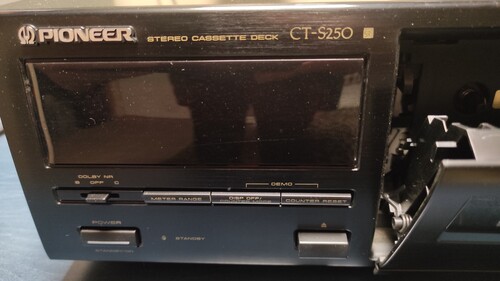 PIONEER STEREO CASSETTE DECK CT-S250
DEMO
DOLBY NR
B OFF C
METER RANGE DISP OFF/ COUNTER RESET
POWER
STANDBY